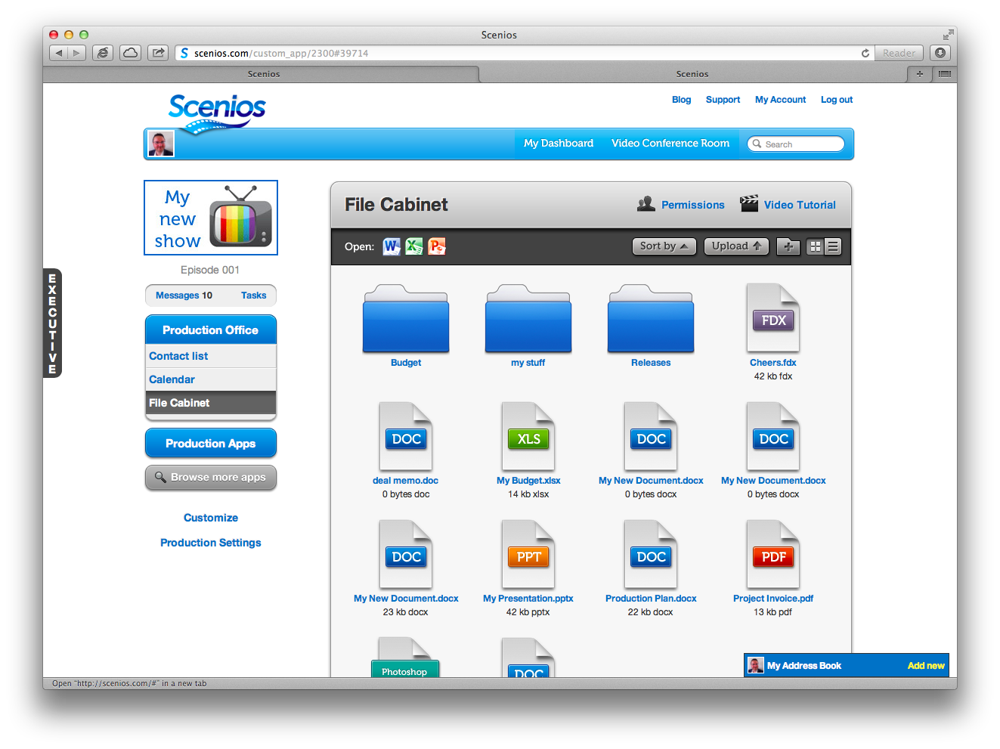 Scenios
scenios.com/custom_app/2300#39714
Reader
Scenios
Scenios
Scenios
Blog
Support
My Account
Log out
My Dashboard
Video Conference Room
Search
My
new
show
Episode 001
Messages 10
Tasks
Production Office
Contact list
Calendar
File Cabinet
Production Apps
Browse more apps
Customize
Production Settings
EXECUTIVE
File Cabinet
Permissions
Video Tutorial
Open:
Sort by
Upload
Budget
my stuff
Releases
FDX
Cheers.fdx
42 kb fdx
DOC
deal memo.doc
0 bytes doc
XLS
My Budget.xlsx
14 kb xlsx
DOC
My New Document.docx
0 bytes docx
DOC
My New Document.docx
0 bytes docx
DOC
My New Document.docx
23 kb docx
PPT
My Presentation.pptx
42 kb pptx
DOC
Production Plan.docx
22 kb docx
PDF
Project Invoice.pdf
13 kb pdf
Photoshop
DOC
My Address Book
Add new
Open "http://scenios.com/#" in a new tab